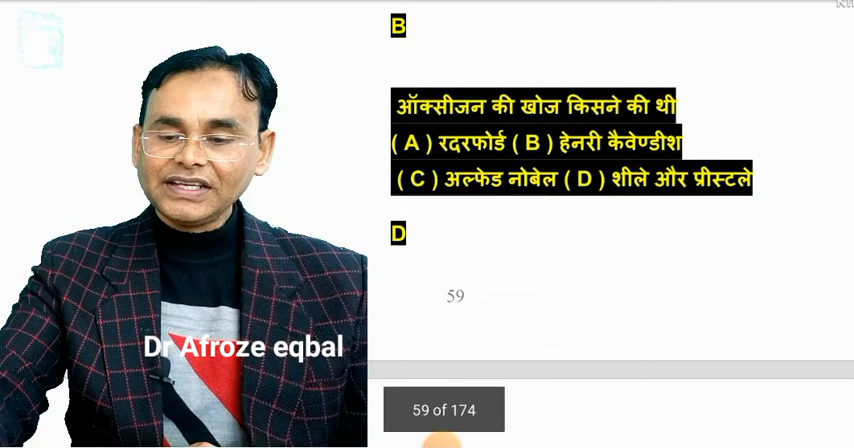 B
ऑक्सीजन की खोज किसने की थी
( A ) रदरफोर्ड ( B ) हेनरी कैवेण्डीश
( C ) अल्फेड नोबेल ( D ) शीले और प्रीस्टले
D
59
Dr Afroze eqbal
59 of 174